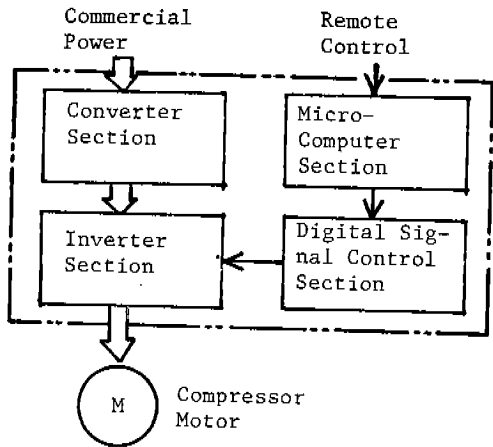 Commercial
Power
Remote
Control
Converter
Section
Micro-
Computer
Section
Inverter
Section
Digital Sig-
nal Control
Section
M
Compressor
Motor